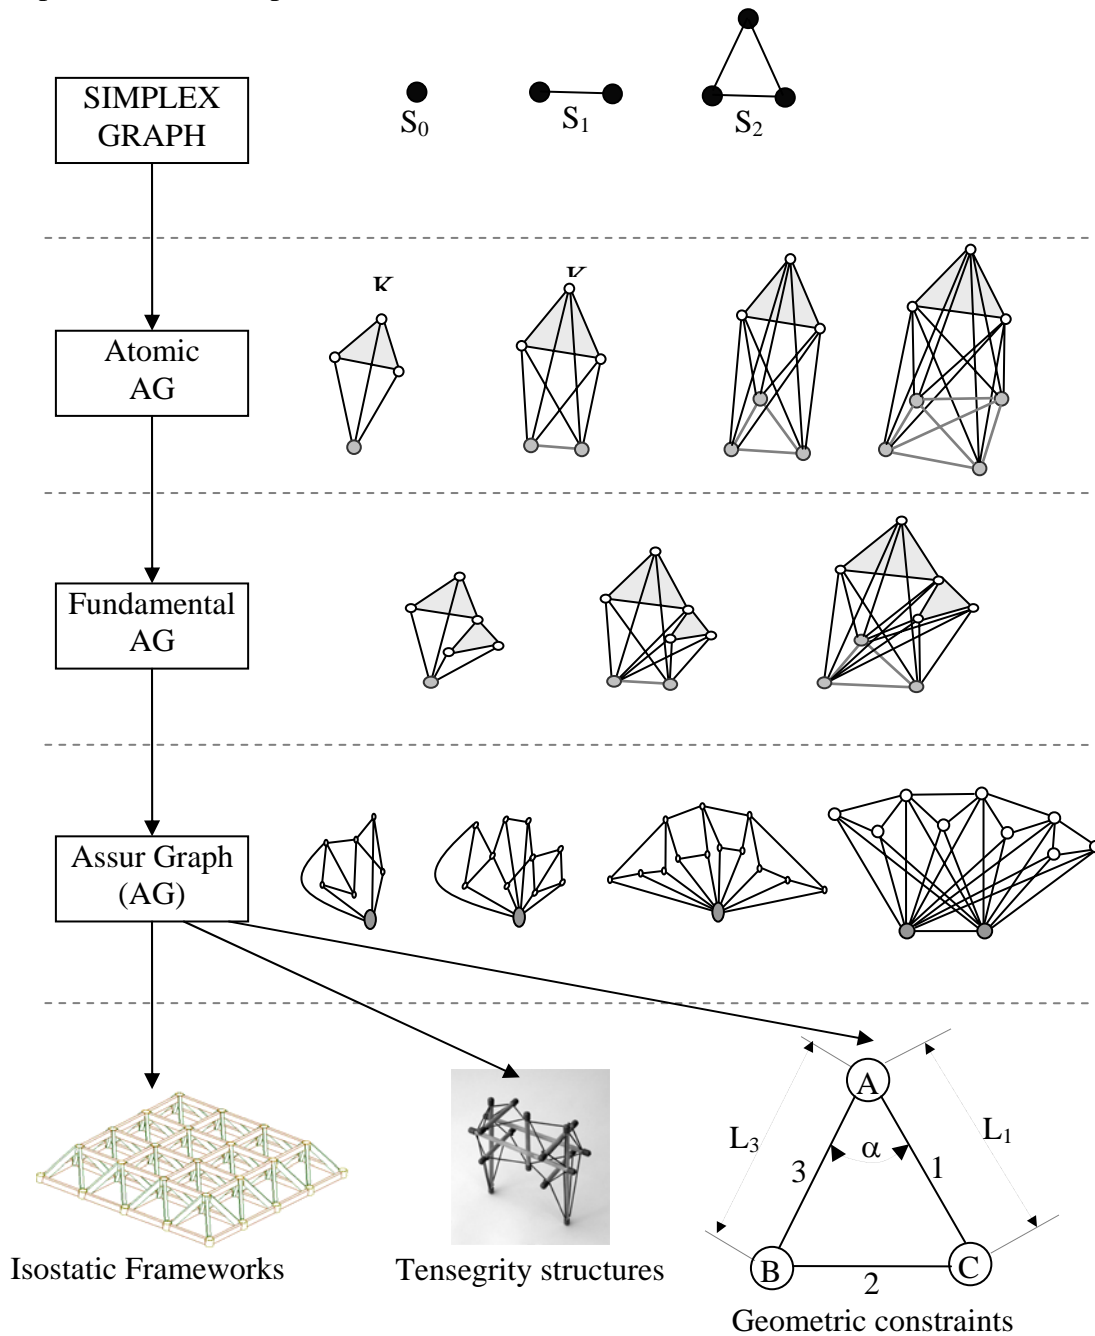 SIMPLEX
GRAPH
S₀
S₁
S₂
K
K
Atomic
AG
Fundamental
AG
Assur Graph
(AG)
A
L₃
L₁
α
3
1
B
C
2
Isostatic Frameworks
Tensegrity structures
Geometric constraints